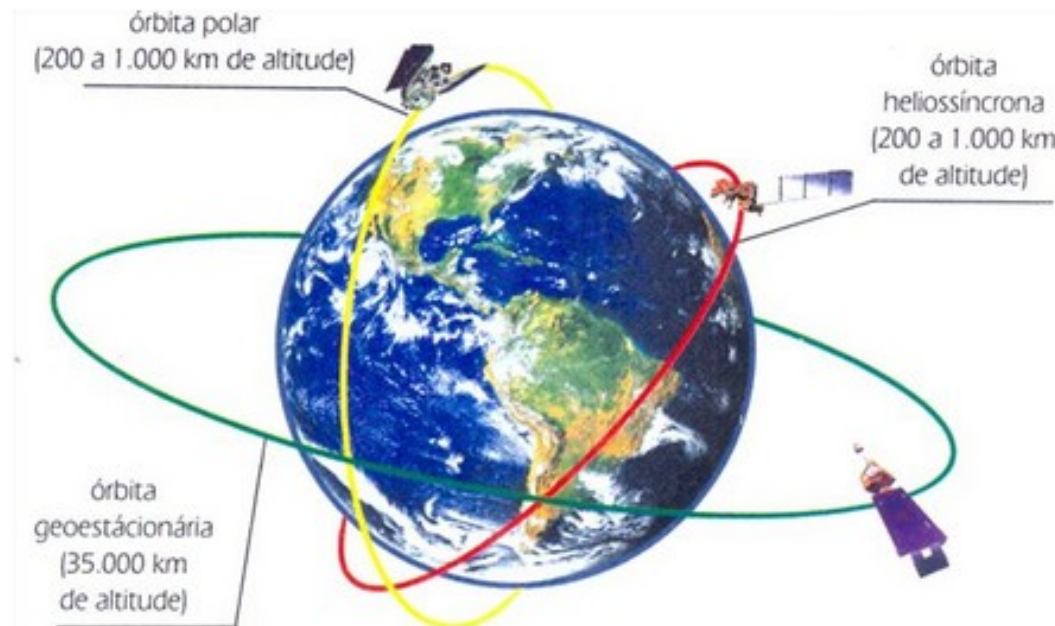 órbita polar
(200 a 1.000 km de altitude)
órbita
heliossíncrona
(200 a 1.000 km
de altitude)
órbita
geoestácionária
(35.000 km
de altitude)